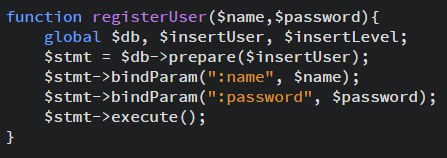 function registerUser($name,$password){
    global $db, $insertUser, $insertLevel;
    $stmt = $db->prepare($insertUser);
    $stmt->bindParam(":name", $name);
    $stmt->bindParam(":password", $password);
    $stmt->execute();
}